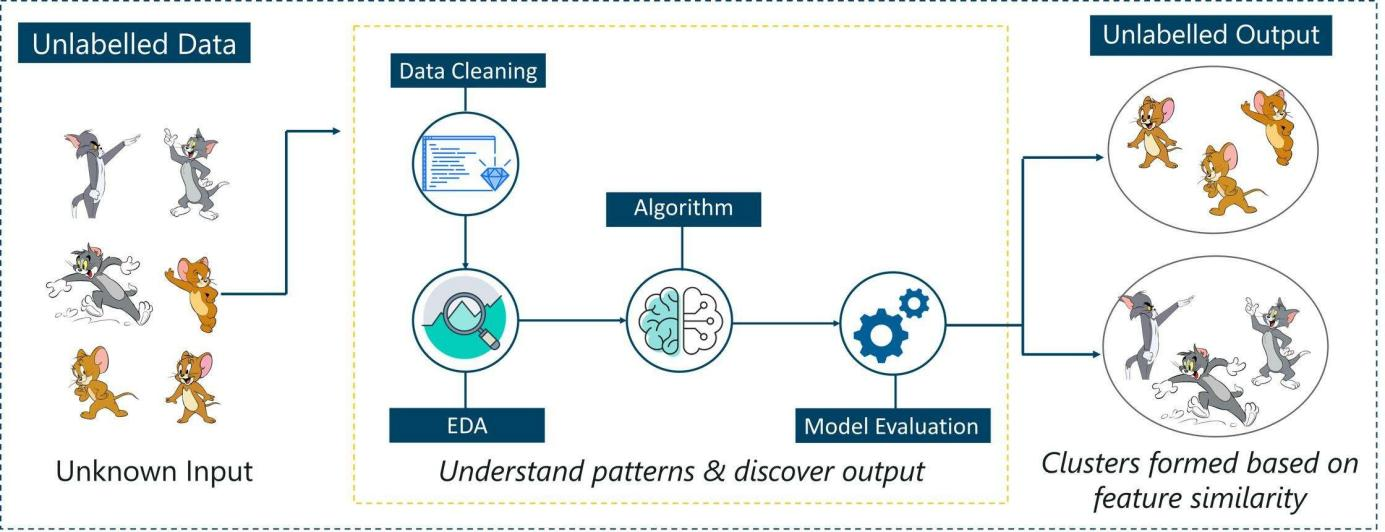 Unlabelled Data
Unknown Input
Data Cleaning
EDA
Algorithm
Model Evaluation
Understand patterns & discover output
Unlabelled Output
Clusters formed based on
feature similarity